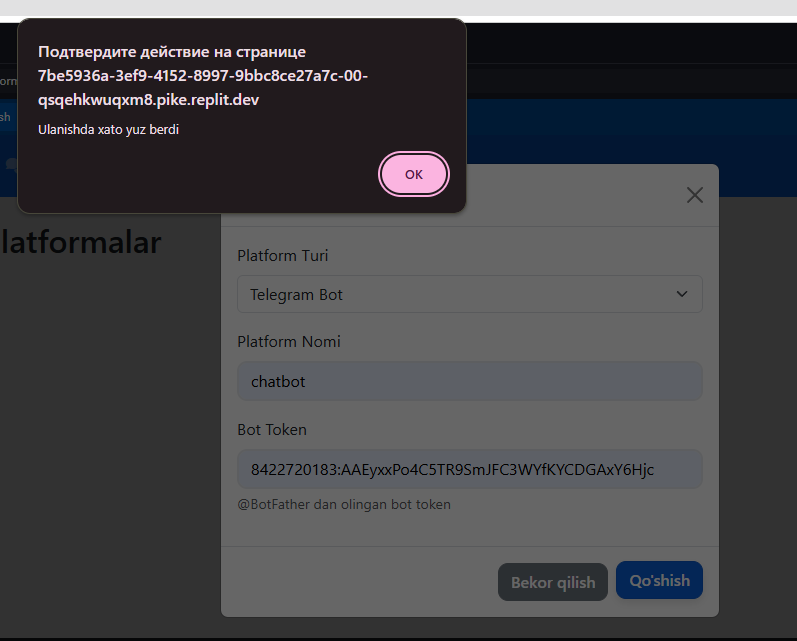 Подтвердите действие на странице
7be5936a-3ef9-4152-8997-9bbc8ce27a7c-00-
qsqehkwuqxm8.pike.replit.dev
Ulanishda xato yuz berdi
OK
latformalar
Platform Turi
Telegram Bot
Platform Nomi
chatbot
Bot Token
8422720183:AAEyxxPo4C5TR9SmJFC3WYfKYCDGAxY6Hjc
@BotFather dan olingan bot token
Bekor qilish
Qo'shish